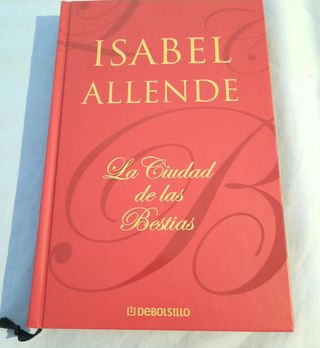 ISABEL
ALLENDE
La Ciudad
de las
Bestias
B
DEBOLSILLO